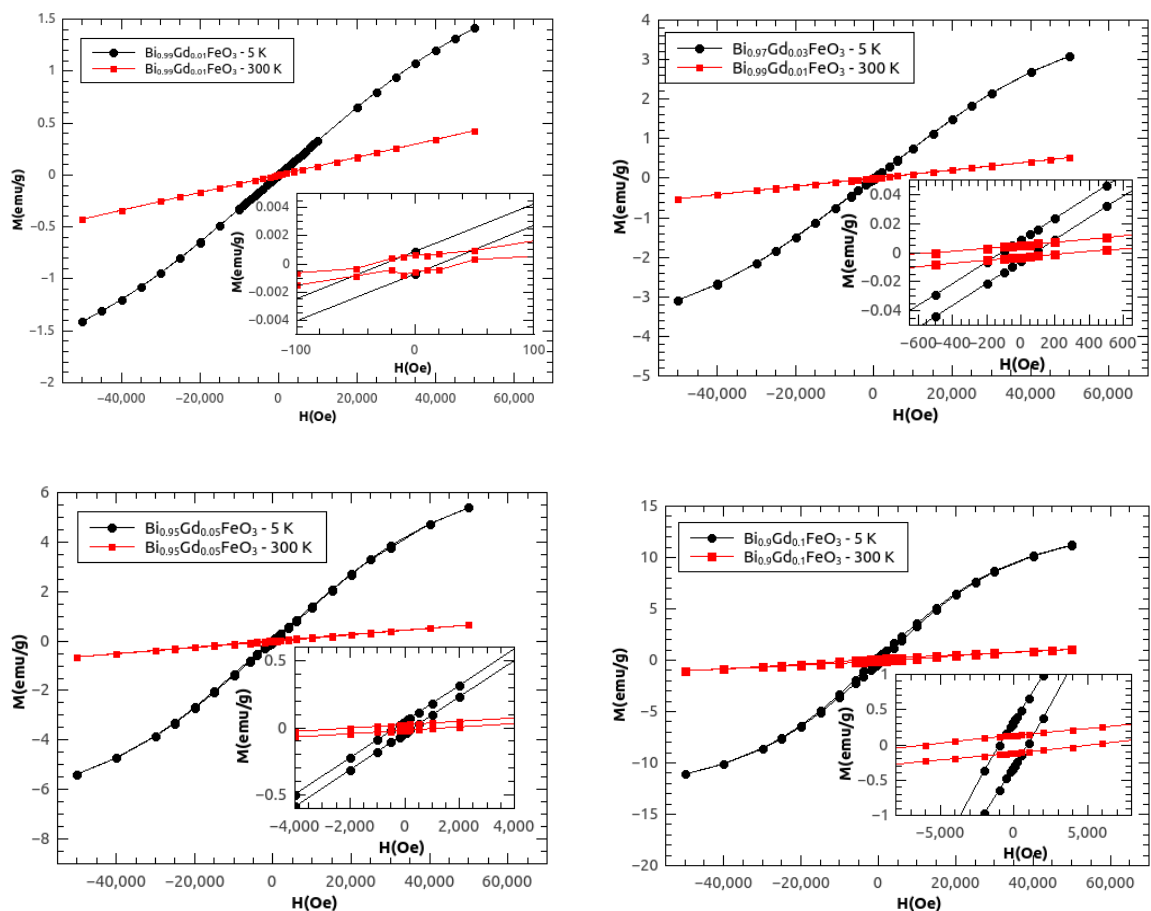 1.5
1
0.5
0
−0.5
−1
−1.5
−2
M(emu/g)
Bi0.99Gd0.01FeO3 - 5 K
Bi0.99Gd0.01FeO3 - 300 K
0.004
0.002
0
−0.002
−0.004
M(emu/g)
−100 0 100
H(Oe)
−40,000 −20,000 0 20,000 40,000 60,000
H(Oe)
4
3
2
1
0
−1
−2
−3
−4
−5
M(emu/g)
Bi0.97Gd0.03FeO3 - 5 K
Bi0.99Gd0.01FeO3 - 300 K
0.04
0.02
0
−0.02
−0.04
M(emu/g)
−600 −400 −200 0 200 400 600
H(Oe)
−40,000 −20,000 0 20,000 40,000 60,000
H(Oe)
6
4
2
0
−2
−4
−6
−8
M(emu/g)
Bi0.95Gd0.05FeO3 - 5 K
Bi0.95Gd0.05FeO3 - 300 K
0.5
0
−0.5
M(emu/g)
−4,000 −2,000 0 2,000 4,000
H(Oe)
−40,000 −20,000 0 20,000 40,000 60,000
H(Oe)
15
10
5
0
−5
−10
−15
−20
M(emu/g)
Bi0.9Gd0.1FeO3 - 5 K
Bi0.9Gd0.1FeO3 - 300 K
1
0.5
0
−0.5
−1
M(emu/g)
−5,000 0 5,000
H(Oe)
−40,000 −20,000 0 20,000 40,000 60,000
H(Oe)